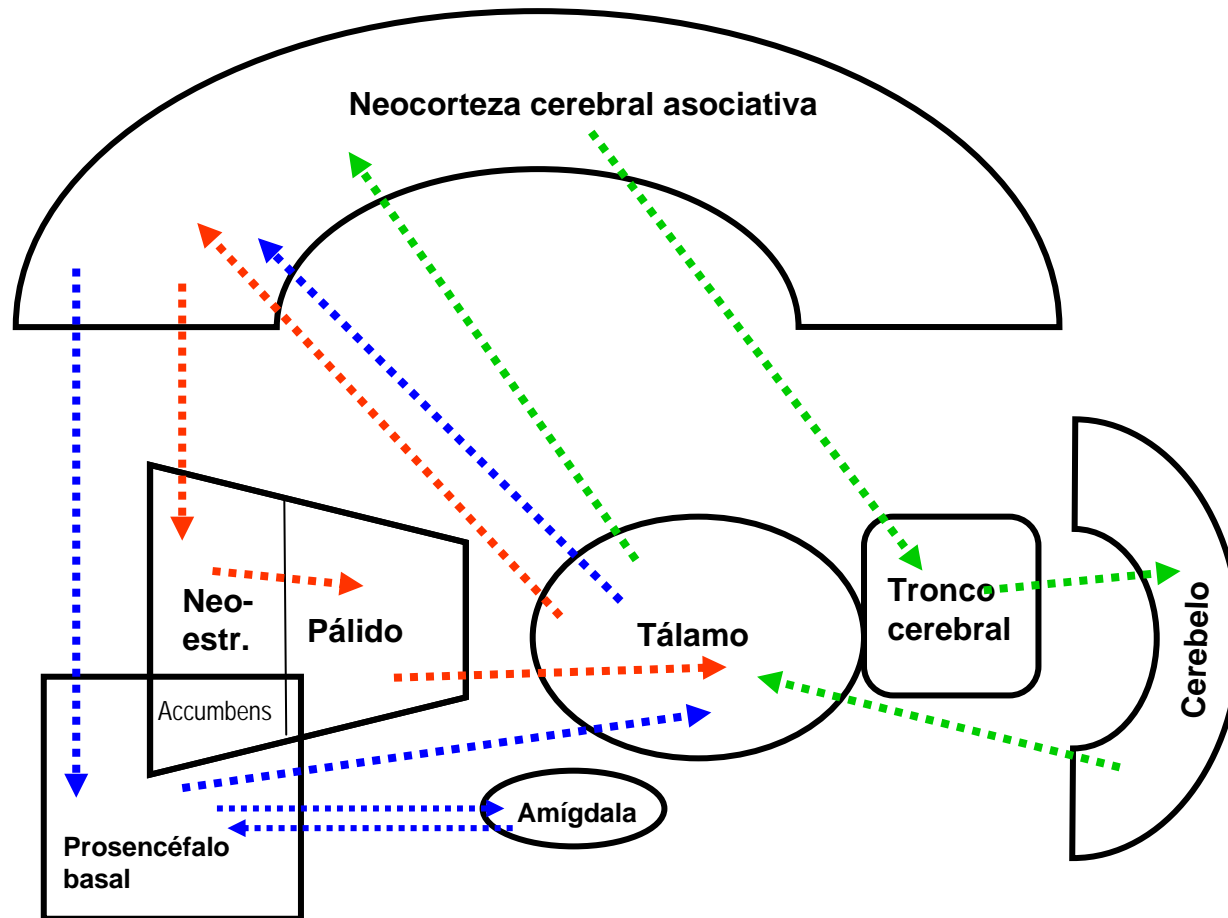 Neocorteza cerebral asociativa
Neo-
estr.
Pálido
Accumbens
Tálamo
Tronco
cerebral
Cerebelo
Amígdala
Prosencéfalo
basal